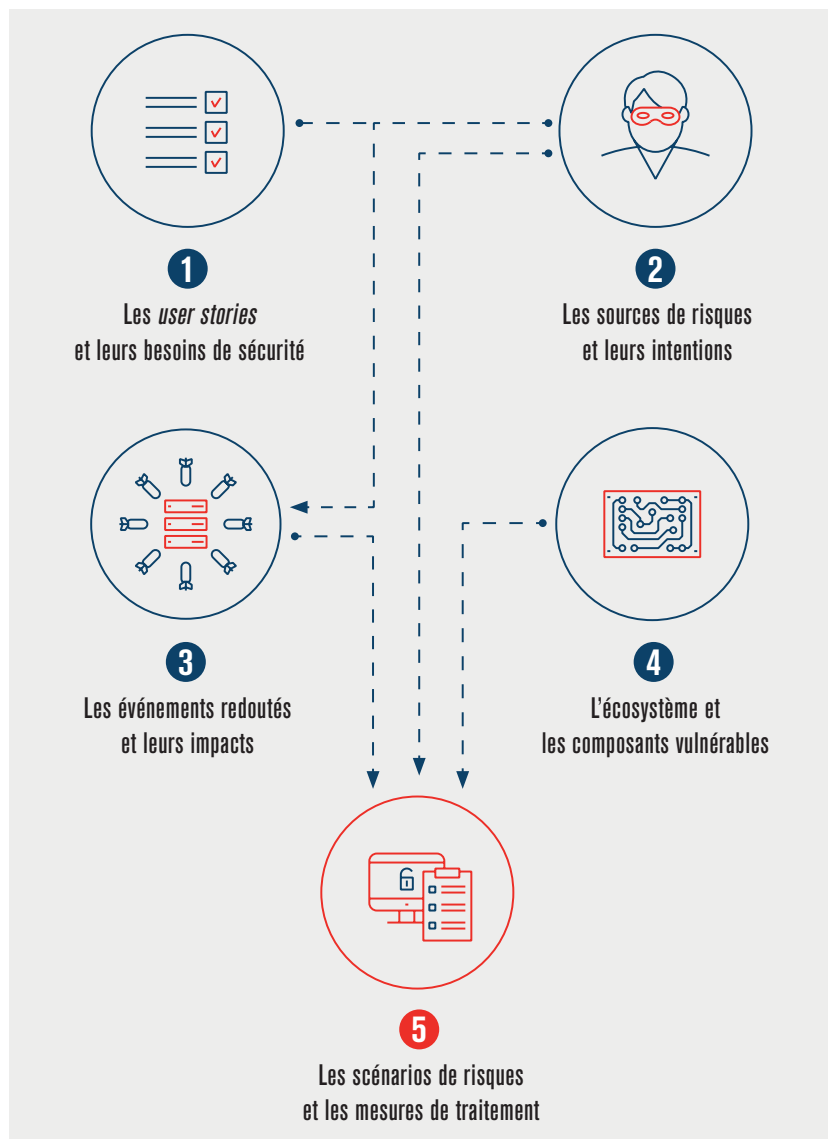 1
Les user stories
et leurs besoins de sécurité
2
Les sources de risques
et leurs intentions
3
Les événements redoutés
et leurs impacts
4
L'écosystème et
les composants vulnérables
5
Les scénarios de risques
et les mesures de traitement